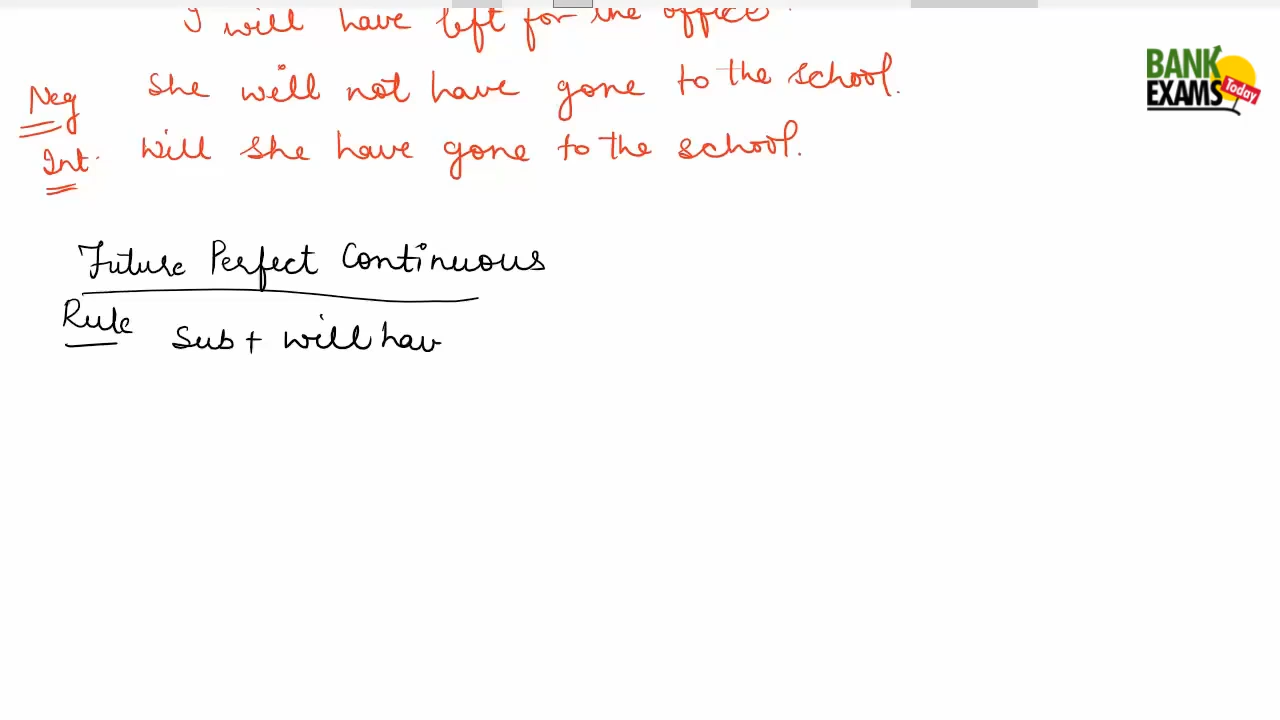 I will have left for the office.
Neg She will not have gone to the school.
Int. Will she have gone to the school.
Future Perfect Continuous
Rule Sub + will hav
BANK
EXAMS Today